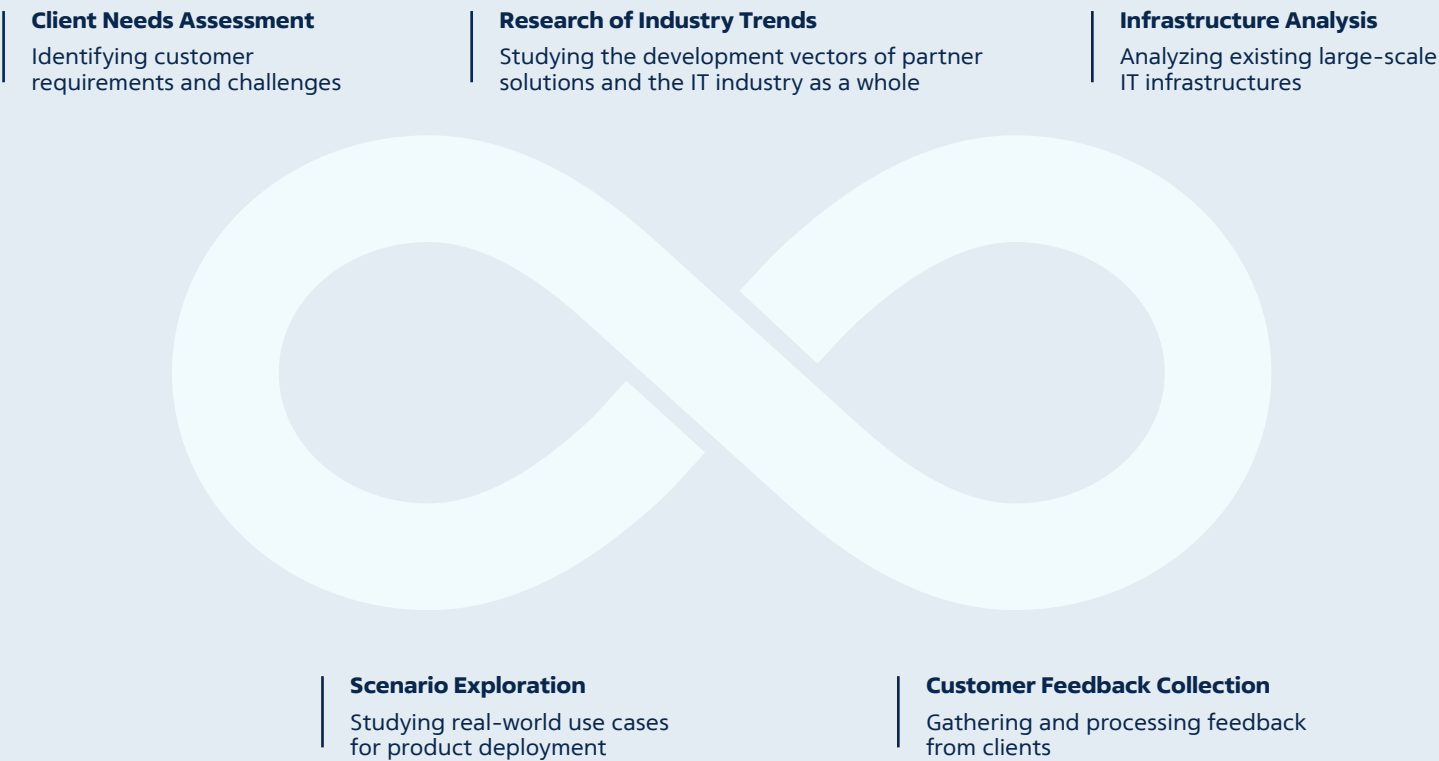 Client Needs Assessment
Identifying customer
requirements and challenges
Research of Industry Trends
Studying the development vectors of partner
solutions and the IT industry as a whole
Infrastructure Analysis
Analyzing existing large-scale
IT infrastructures
Scenario Exploration
Studying real-world use cases
for product deployment
Customer Feedback Collection
Gathering and processing feedback
from clients